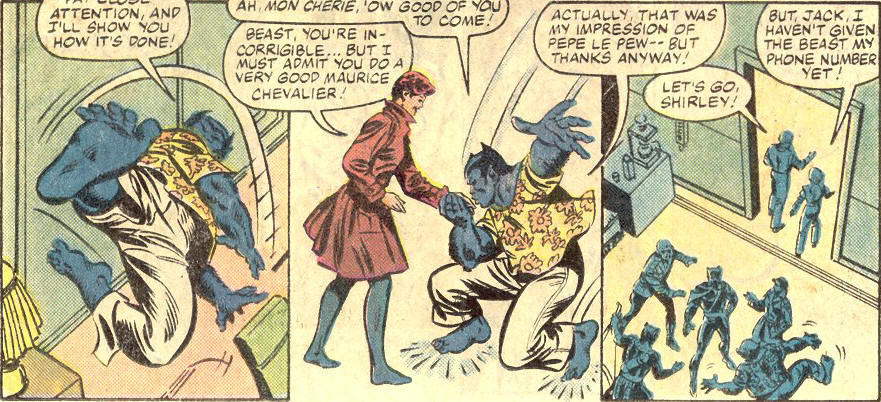 PAY CLOSE
ATTENTION, AND
I'LL SHOW YOU
HOW IT'S DONE!
AH, MON CHERIE, 'OW GOOD OF YOU
TO COME!
BEAST, YOU'RE IN-
CORRIGIBLE... BUT I
MUST ADMIT YOU DO A
VERY GOOD MAURICE
CHEVALIER!
ACTUALLY, THAT WAS
MY IMPRESSION OF
PEPE LE PEW-- BUT
THANKS ANYWAY!
LET'S GO,
SHIRLEY!
BUT, JACK, I
HAVEN'T GIVEN
THE BEAST MY
PHONE NUMBER
YET!